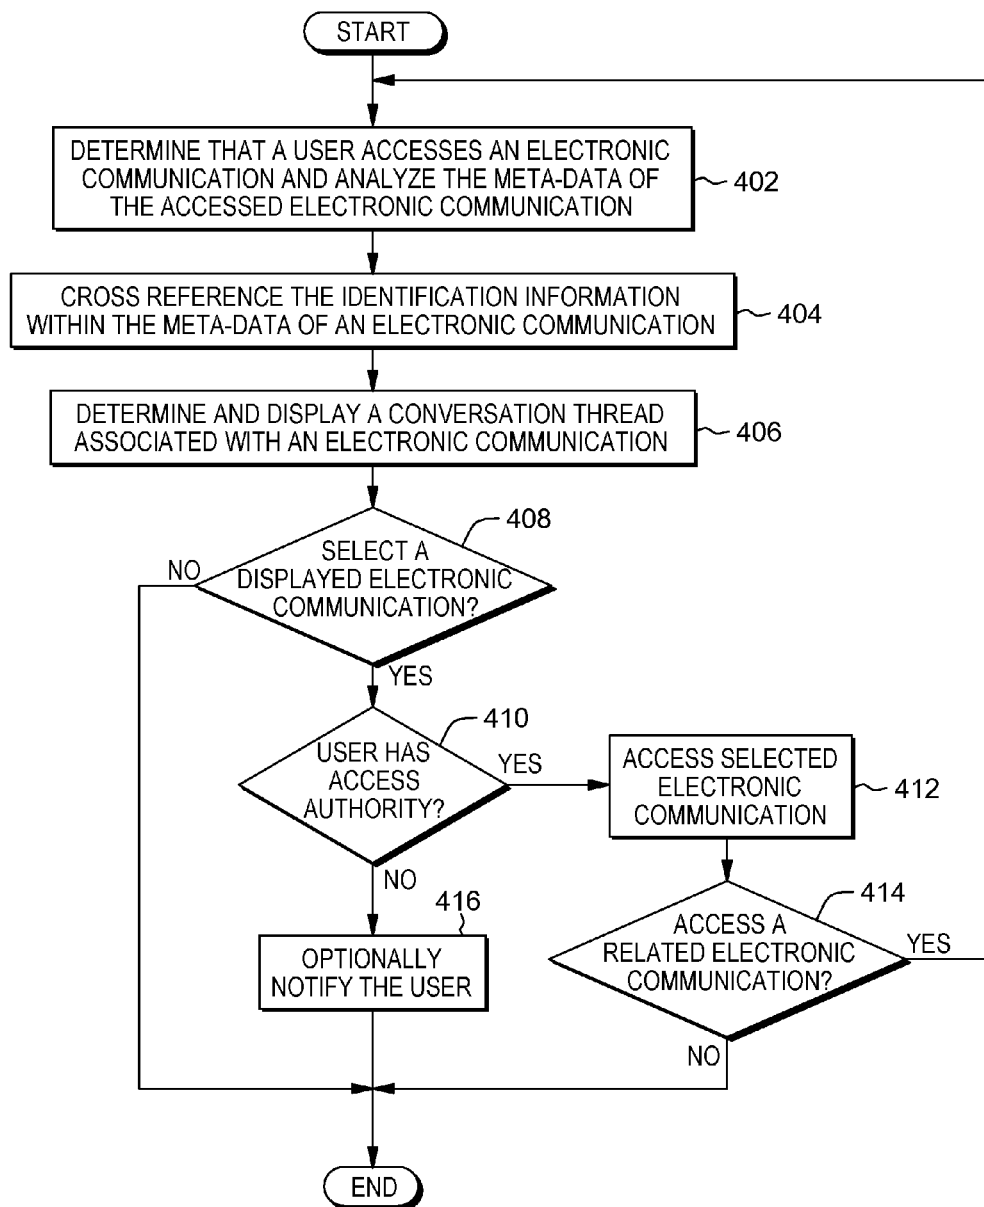 START
DETERMINE THAT A USER ACCESSES AN ELECTRONIC
COMMUNICATION AND ANALYZE THE META-DATA OF
THE ACCESSED ELECTRONIC COMMUNICATION
402
CROSS REFERENCE THE IDENTIFICATION INFORMATION
WITHIN THE META-DATA OF AN ELECTRONIC COMMUNICATION
404
DETERMINE AND DISPLAY A CONVERSATION THREAD
ASSOCIATED WITH AN ELECTRONIC COMMUNICATION
406
408
SELECT A
DISPLAYED ELECTRONIC
COMMUNICATION?
NO
YES
410
USER HAS
ACCESS
AUTHORITY?
YES
NO
ACCESS SELECTED
ELECTRONIC
COMMUNICATION
412
414
ACCESS A
RELATED ELECTRONIC
COMMUNICATION?
YES
NO
416
OPTIONALLY
NOTIFY THE USER
END